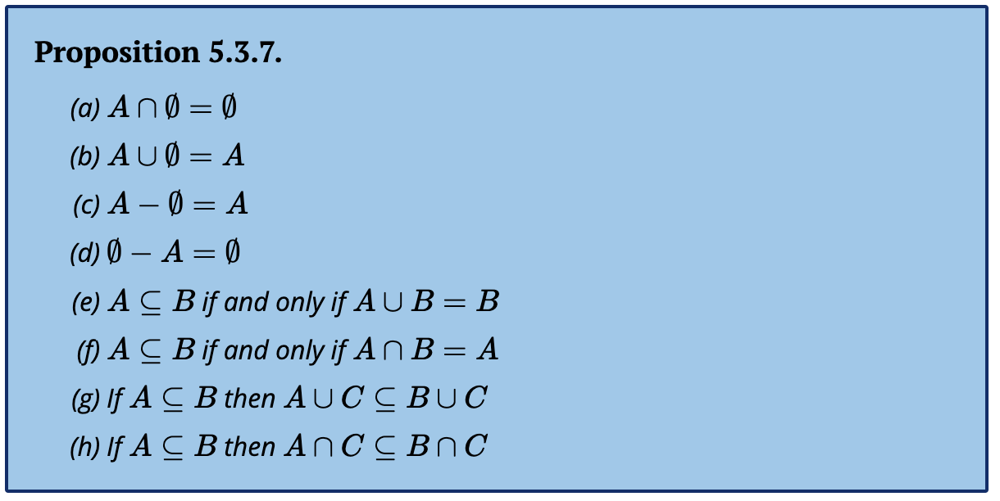 Proposition 5.3.7.
(a) A ∩ ∅ = ∅
(b) A ∪ ∅ = A
(c) A − ∅ = A
(d) ∅ − A = ∅
(e) A ⊆ B if and only if A ∪ B = B
(f) A ⊆ B if and only if A ∩ B = A
(g) If A ⊆ B then A ∪ C ⊆ B ∪ C
(h) If A ⊆ B then A ∩ C ⊆ B ∩ C